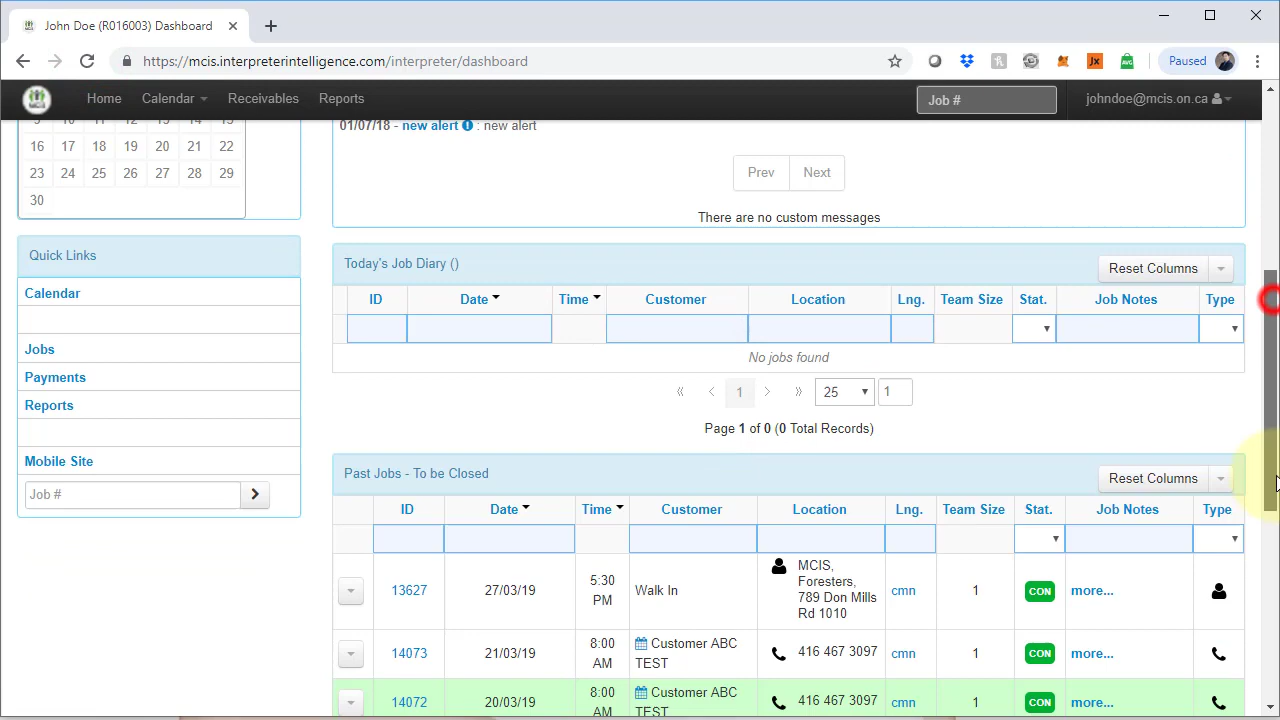 John Doe (R016003) Dashboard
https://mcis.interpreterintelligence.com/interpreter/dashboard
Paused
MCIS
Home Calendar Receivables Reports
Job #
johndoe@mcis.on.ca
9 10 11 12 13 14 15
16 17 18 19 20 21 22
23 24 25 26 27 28 29
30
01/07/18 - new alert : new alert
Prev Next
There are no custom messages
Quick Links
Calendar
Jobs
Payments
Reports
Mobile Site
Job #
Today's Job Diary ()
Reset Columns
ID Date Time Customer Location Lng. Team Size Stat. Job Notes Type
No jobs found
« ‹ 1 › » 25 1
Page 1 of 0 (0 Total Records)
Past Jobs - To be Closed
Reset Columns
ID Date Time Customer Location Lng. Team Size Stat. Job Notes Type
13627 27/03/19 5:30 PM Walk In MCIS, Foresters, 789 Don Mills Rd 1010 cmn 1 CON more...
14073 21/03/19 8:00 AM Customer ABC TEST 416 467 3097 cmn 1 CON more...
14072 20/03/19 8:00 AM Customer ABC TEST 416 467 3097 cmn 1 CON more...